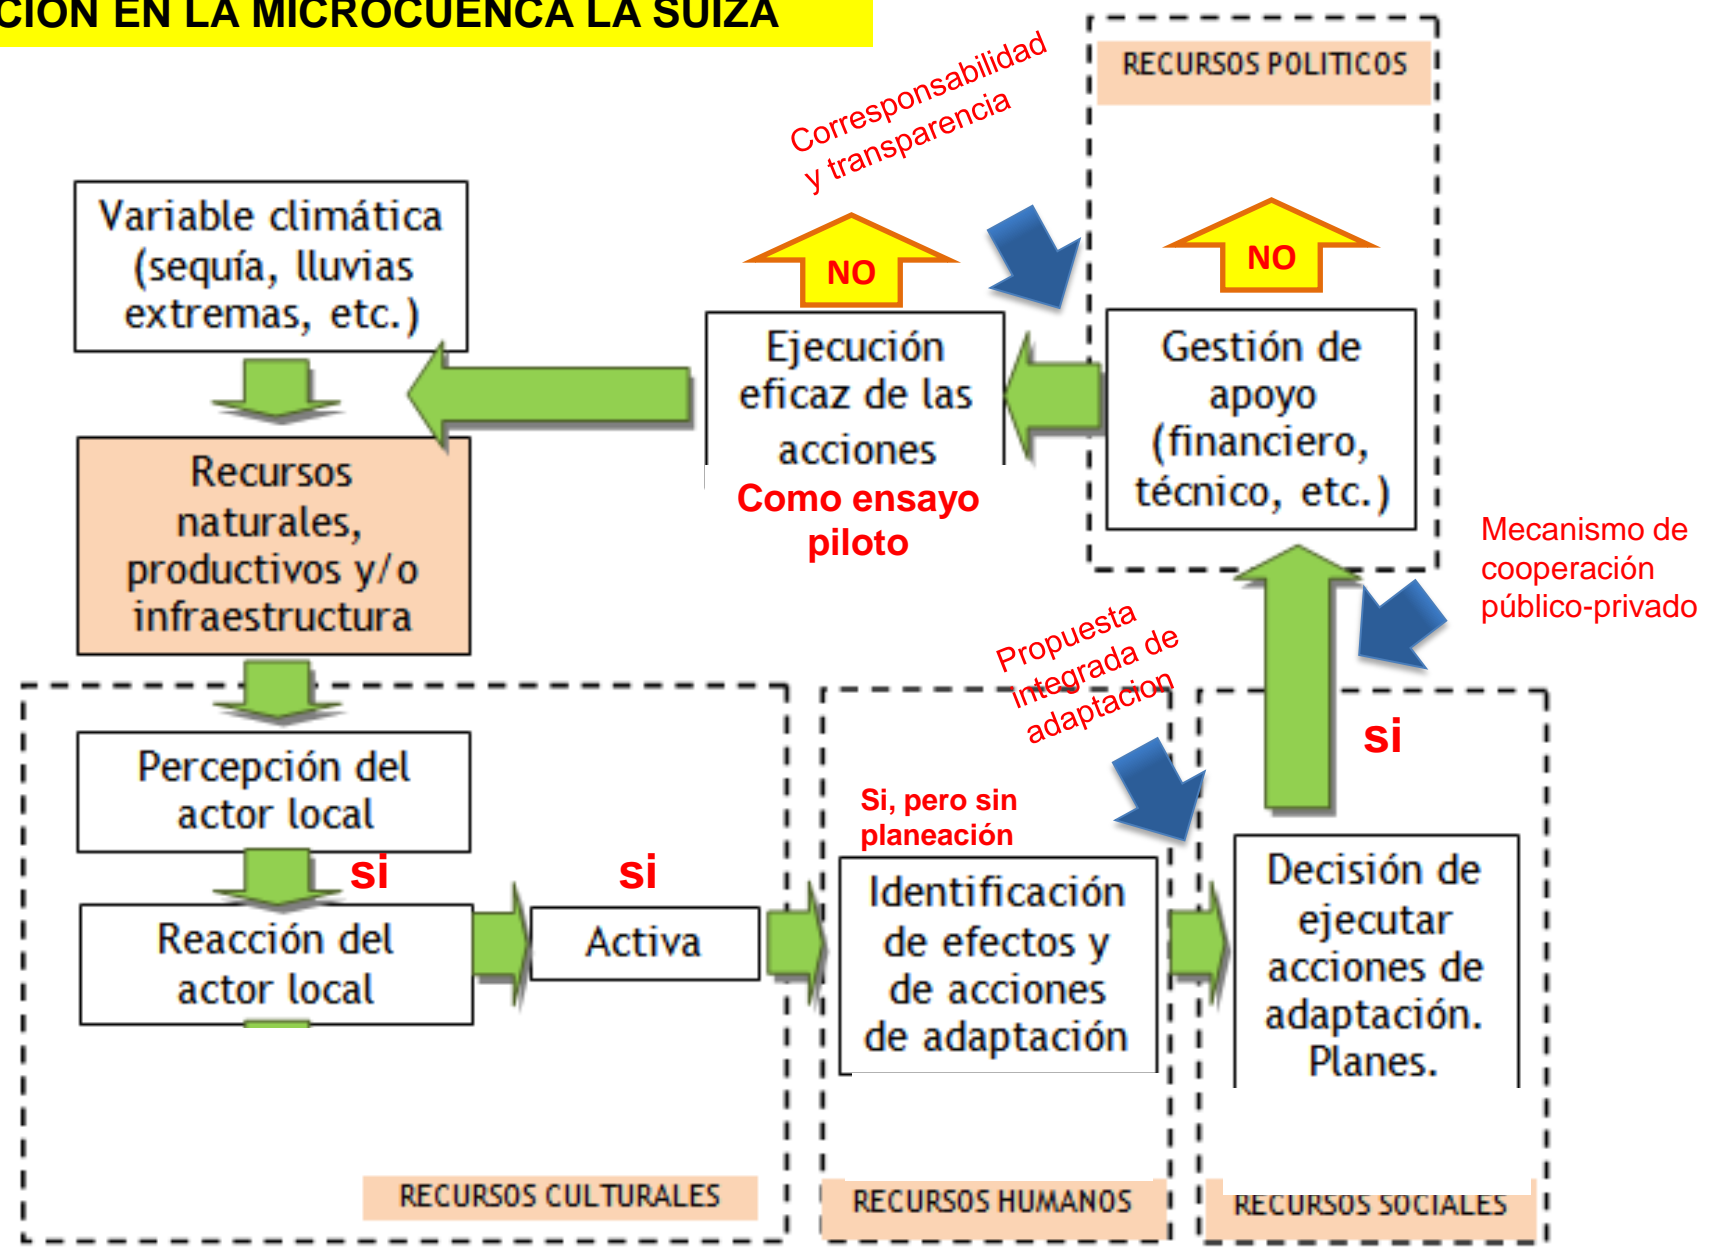 CIÓN EN LA MICROCUENCA LA SUIZA
RECURSOS POLITICOS
Corresponsabilidad
y transparencia
Variable climática
(sequía, lluvias
extremas, etc.)
NO
NO
Ejecución
eficaz de las
acciones
Como ensayo
piloto
Gestión de
apoyo
(financiero,
técnico, etc.)
Recursos
naturales,
productivos y/o
infraestructura
Mecanismo de
cooperación
público-privado
Propuesta
integrada de
adaptacion
si
Percepción del
actor local
si
si
Si, pero sin
planeación
Reacción del
actor local
Activa
Identificación
de efectos y
de acciones
de adaptación
Decisión de
ejecutar
acciones de
adaptación.
Planes.
RECURSOS CULTURALES
RECURSOS HUMANOS
RECURSOS SOCIALES